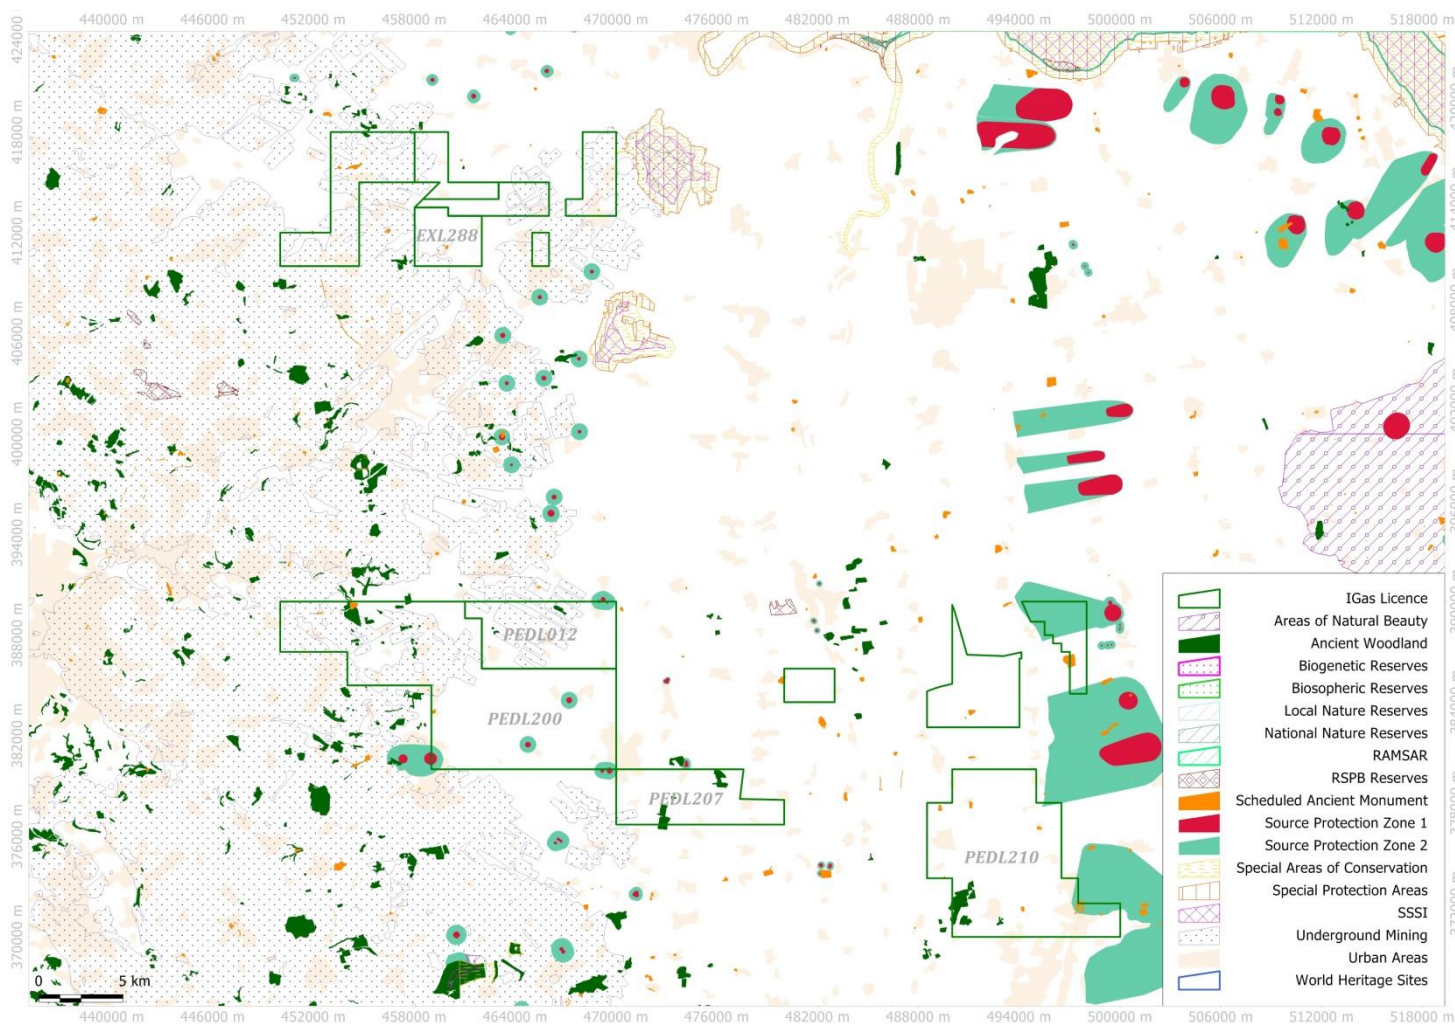 440000 m 446000 m 452000 m 458000 m 464000 m 470000 m 476000 m 482000 m 488000 m 494000 m 500000 m 506000 m 512000 m 518000 m
424000
418000 m
412000 m
406000 m
400000 m
394000 m
388000 m
382000 m
376000 m
370000 m
EXL288
PEDL012
PEDL200
PEDL207
PEDL210
IGas Licence
Areas of Natural Beauty
Ancient Woodland
Biogenetic Reserves
Biospheric Reserves
Local Nature Reserves
National Nature Reserves
RAMSAR
RSPB Reserves
Scheduled Ancient Monument
Source Protection Zone 1
Source Protection Zone 2
Special Areas of Conservation
Special Protection Areas
SSSI
Underground Mining
Urban Areas
World Heritage Sites
0 5 km
440000 m 446000 m 452000 m 458000 m 464000 m 470000 m 476000 m 482000 m 488000 m 494000 m 500000 m 506000 m 512000 m 518000 m